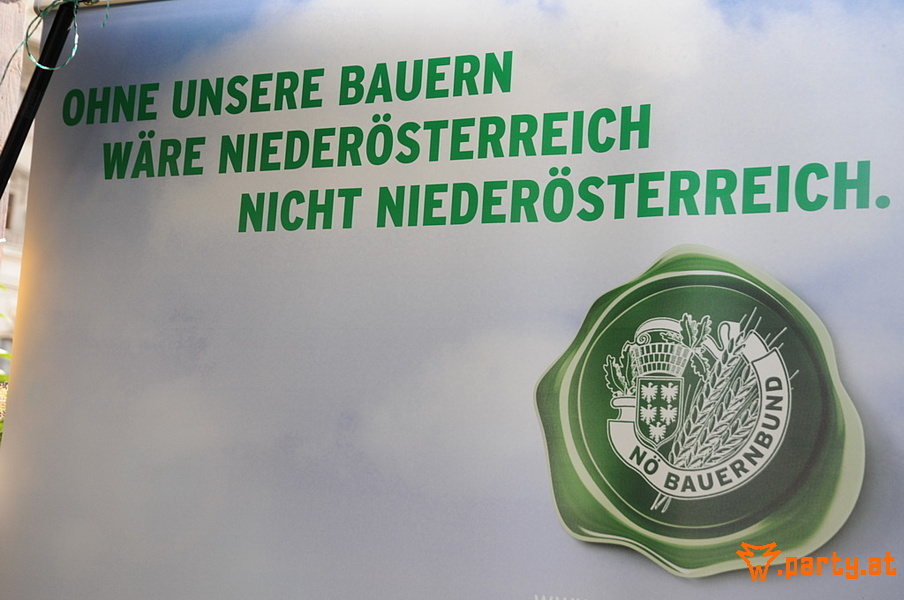 OHNE UNSERE BAUERN
WÄRE NIEDERÖSTERREICH
NICHT NIEDERÖSTERREICH.
NÖ BAUERNBUND
W.party.at